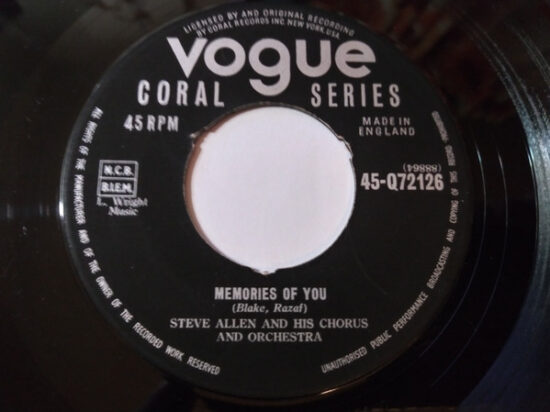 LICENSED BY AND ORIGINAL RECORDING
BY CORAL RECORDS INC NEW YORK, USA
vogue
CORAL SERIES
45 RPM
MADE IN
ENGLAND
N.C.B.
B.I.E.M.
L. Wright
Music
(88864)
45-Q72126
MEMORIES OF YOU
(Blake, Razaf)
STEVE ALLEN AND HIS CHORUS
AND ORCHESTRA
ALL RIGHTS OF THE MANUFACTURER AND OF THE OWNER OF THE RECORDED WORK RESERVED
UNAUTHORISED PUBLIC PERFORMANCE BROADCASTING AND COPYING OF THIS RECORD PROHIBITED